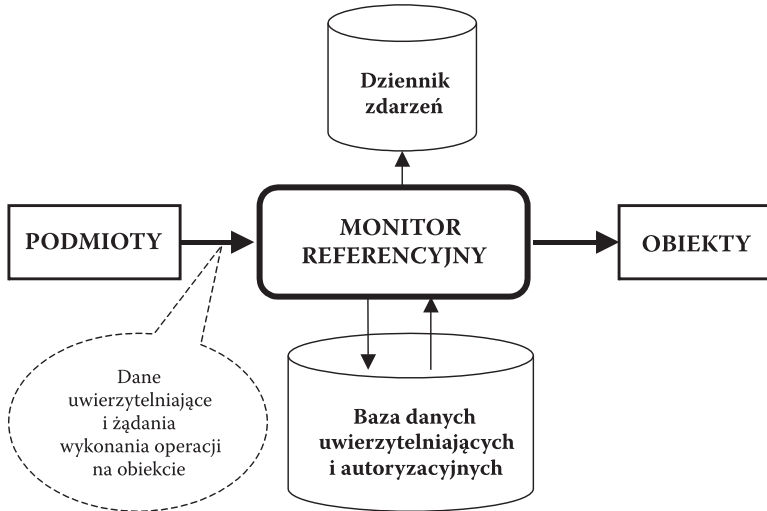 Dziennik
zdarzeń
PODMIOTY
MONITOR
REFERENCYJNY
OBIEKTY
Dane
uwierzytelniające
i żądania
wykonania operacji
na obiekcie
Baza danych
uwierzytelniających
i autoryzacyjnych